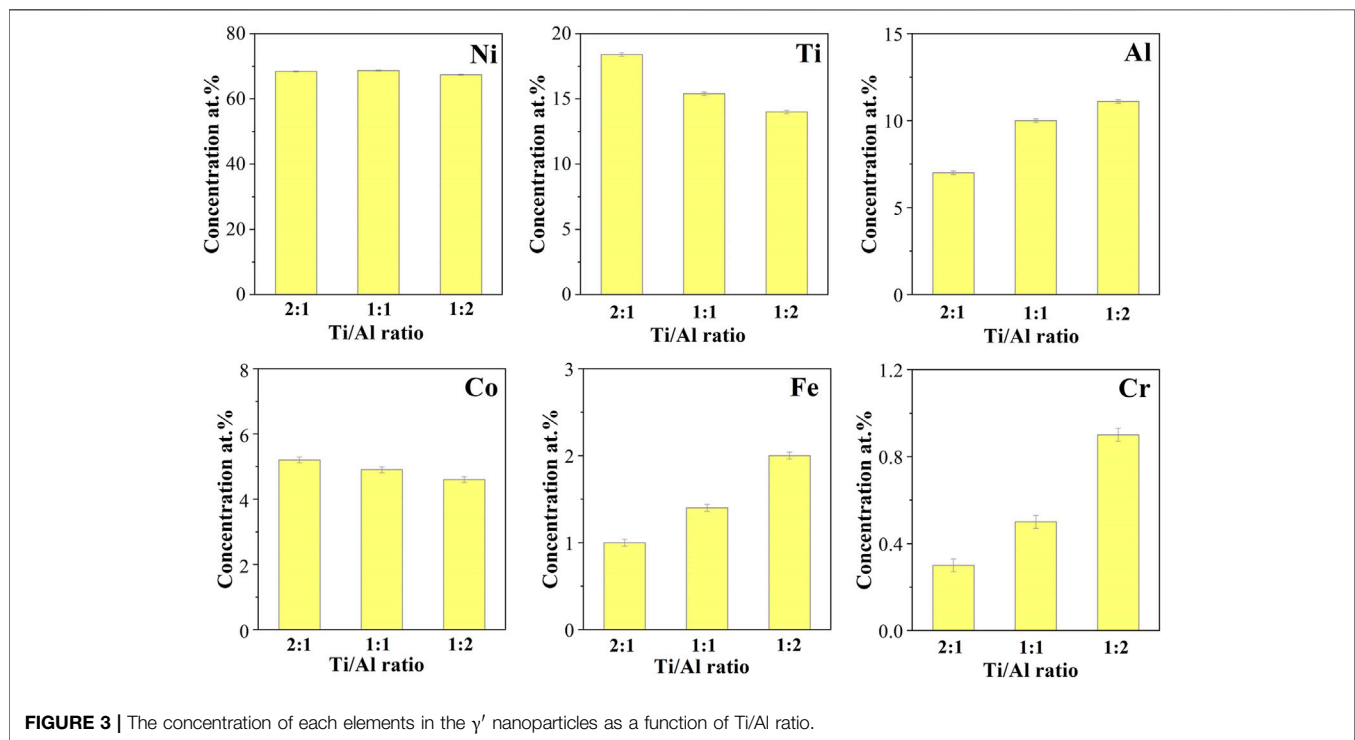 Ni
Concentration at.%
80
60
40
20
0
2:1 1:1 1:2
Ti/Al ratio
Ti
Concentration at.%
20
15
10
5
0
2:1 1:1 1:2
Ti/Al ratio
Al
Concentration at.%
15
10
5
0
2:1 1:1 1:2
Ti/Al ratio
Co
Concentration at.%
8
6
4
2
0
2:1 1:1 1:2
Ti/Al ratio
Fe
Concentration at.%
3
2
1
0
2:1 1:1 1:2
Ti/Al ratio
Cr
Concentration at.%
1.2
0.8
0.4
0.0
2:1 1:1 1:2
Ti/Al ratio
FIGURE 3 | The concentration of each elements in the γ′ nanoparticles as a function of Ti/Al ratio.